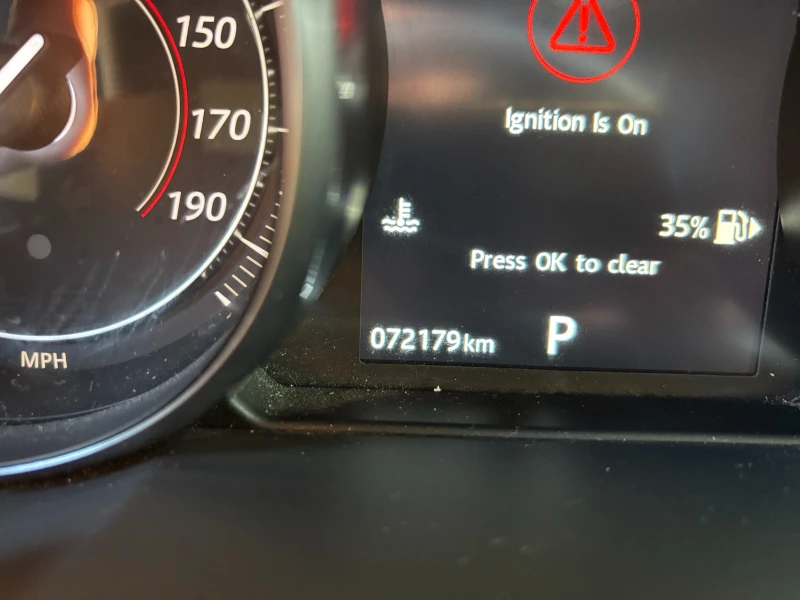 150
170
190
MPH
Ignition Is On
35%
Press OK to clear
072179km
P